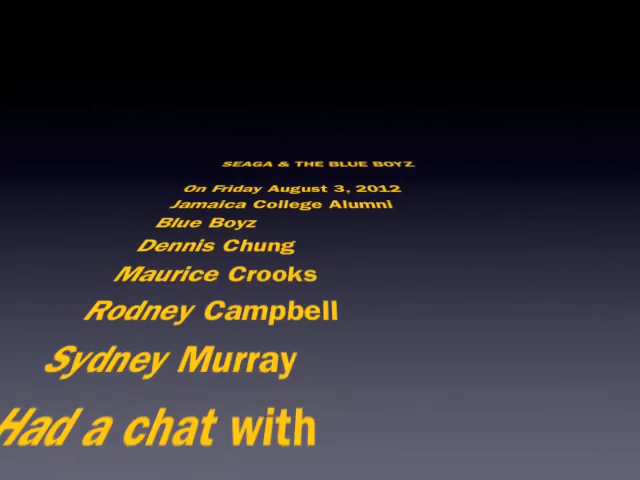 SEAGA & THE BLUE BOYZ
On Friday August 3, 2012
Jamaica College Alumni
Blue Boyz
Dennis Chung
Maurice Crooks
Rodney Campbell
Sydney Murray
Had a chat with